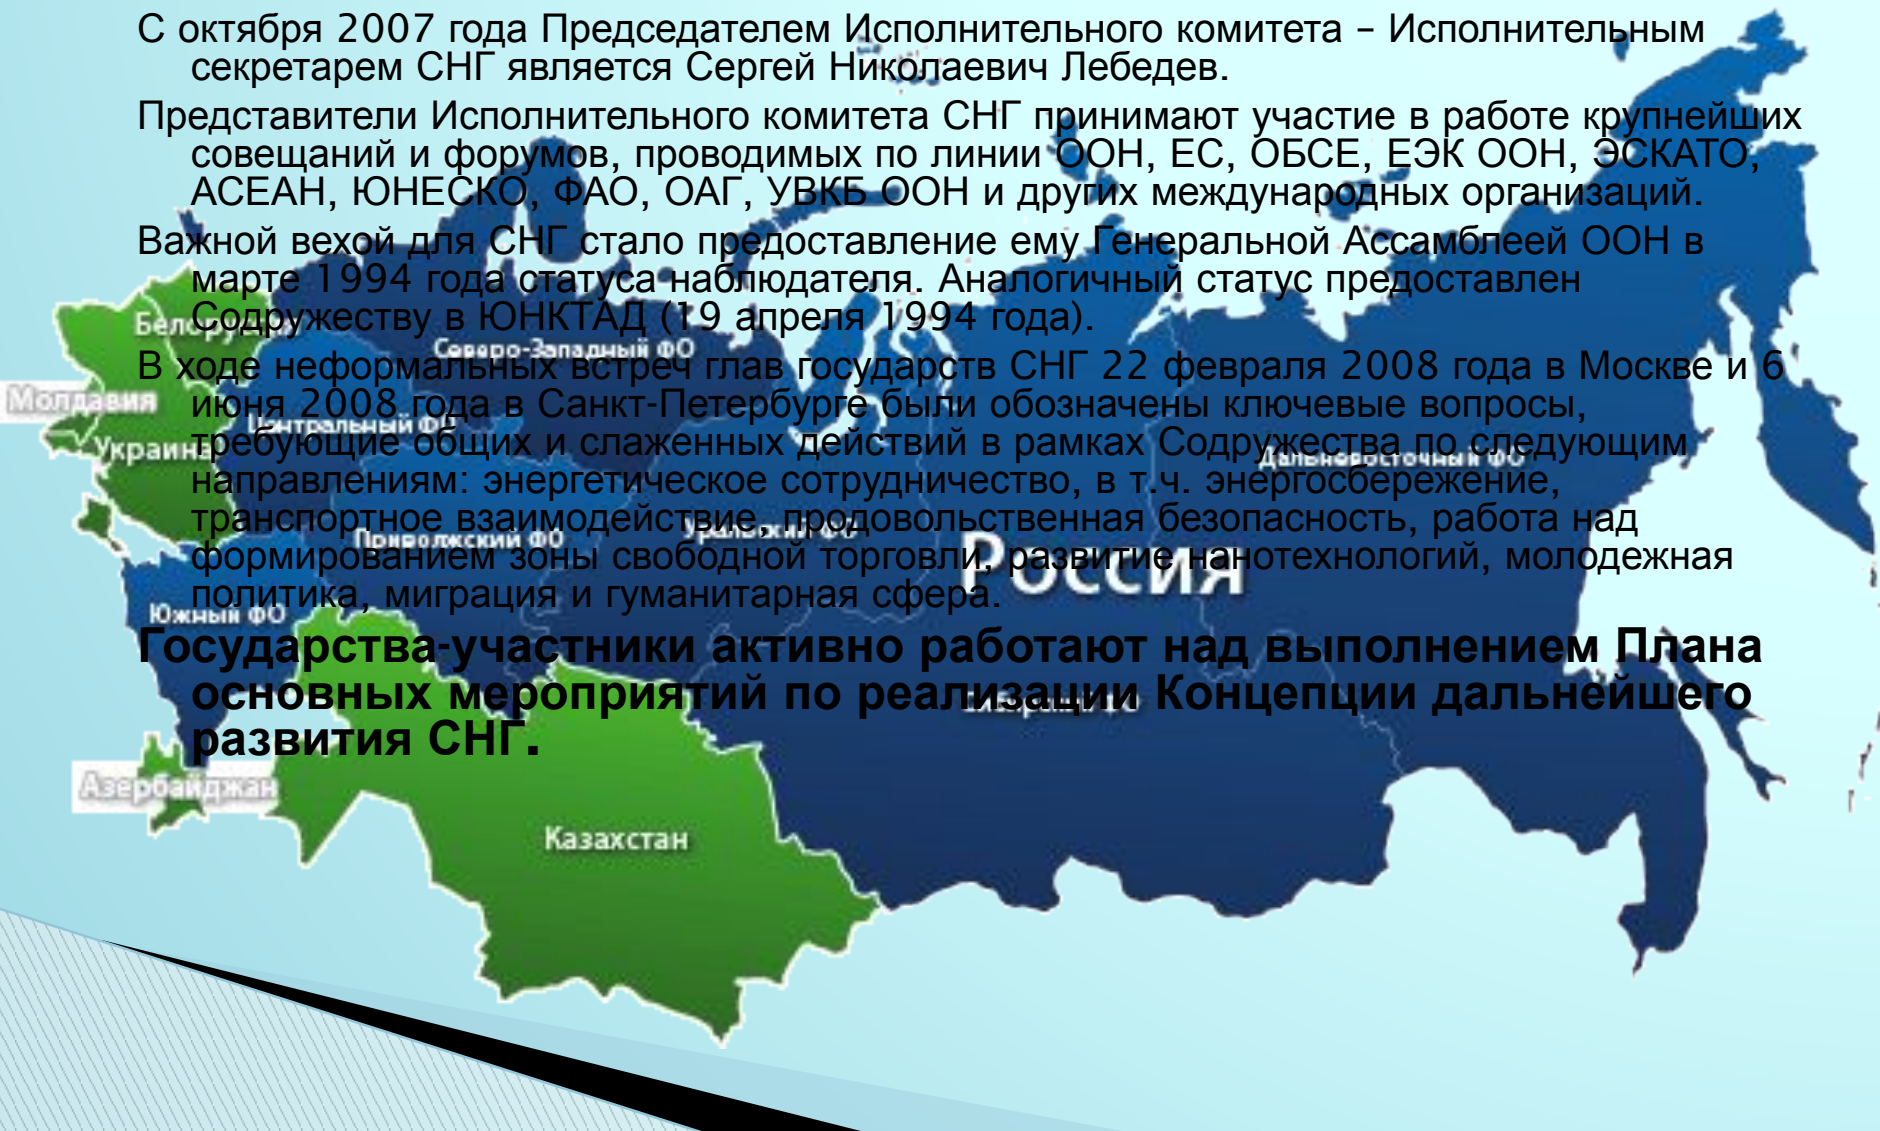 С октября 2007 года Председателем Исполнительного комитета – Исполнительным
секретарем СНГ является Сергей Николаевич Лебедев.
Представители Исполнительного комитета СНГ принимают участие в работе крупнейших
совещаний и форумов, проводимых по линии ООН, ЕС, ОБСЕ, ЕЭК ООН, ЭСКАТО,
АСЕАН, ЮНЕСКО, ФАО, ОАГ, УВКБ ООН и других международных организаций.
Важной вехой для СНГ стало предоставление ему Генеральной Ассамблеей ООН в
марте 1994 года статуса наблюдателя. Аналогичный статус предоставлен
Содружеству в ЮНКТАД (19 апреля 1994 года).
В ходе неформальных встреч глав государств СНГ 22 февраля 2008 года в Москве и 6
июня 2008 года в Санкт-Петербурге были обозначены ключевые вопросы,
требующие общих и слаженных действий в рамках Содружества по следующим
направлениям: энергетическое сотрудничество, в т.ч. энергосбережение,
транспортное взаимодействие, продовольственная безопасность, работа над
формированием зоны свободной торговли, развитие нанотехнологий, молодежная
политика, миграция и гуманитарная сфера.
Государства-участники активно работают над выполнением Плана
основных мероприятий по реализации Концепции дальнейшего
развития СНГ.
Северо-Западный ФО
Молдавия
Центральный ФО
Украина
Дальневосточный ФО
Приволжский ФО
Уральский ФО
Россия
Южный ФО
Азербайджан
Казахстан